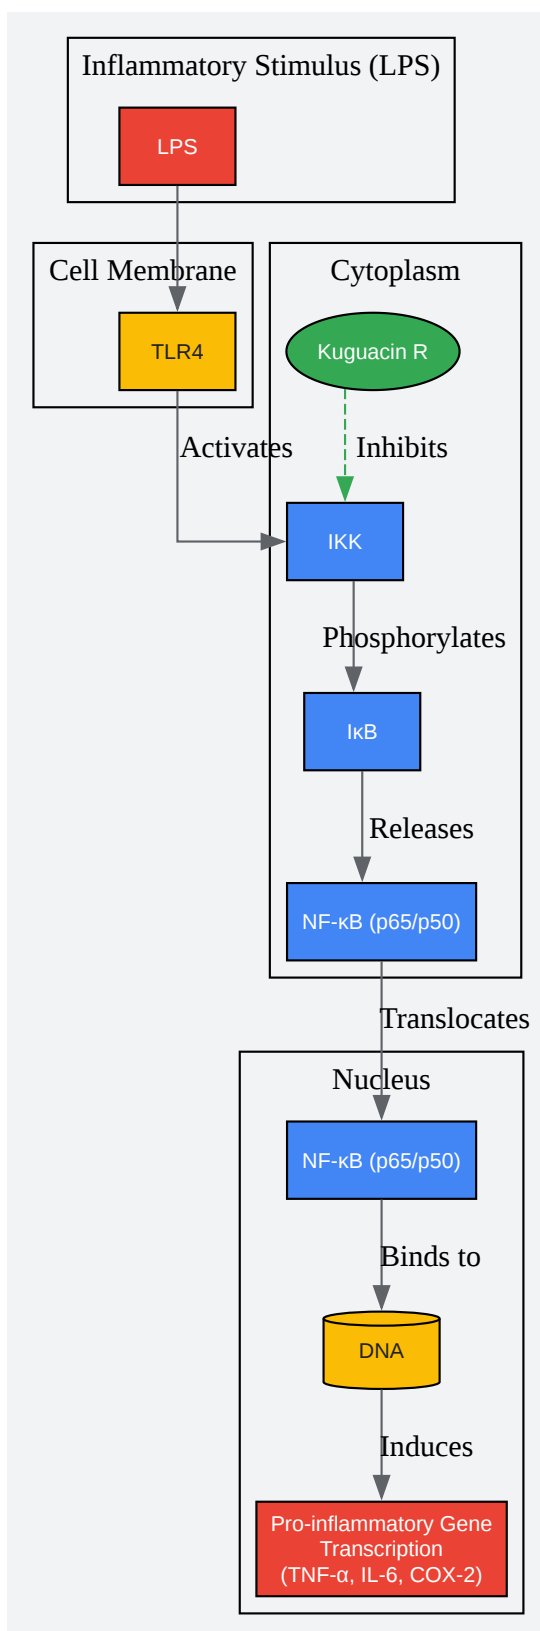 Inflammatory Stimulus (LPS)
LPS
Cell Membrane
Cytoplasm
TLR4
Kuguacin R
Activates
Inhibits
IKK
Phosphorylates
IκB
Releases
NF-κB (p65/p50)
Translocates
Nucleus
NF-κB (p65/p50)
Binds to
DNA
Induces
Pro-inflammatory Gene
Transcription
(TNF-α, IL-6, COX-2)